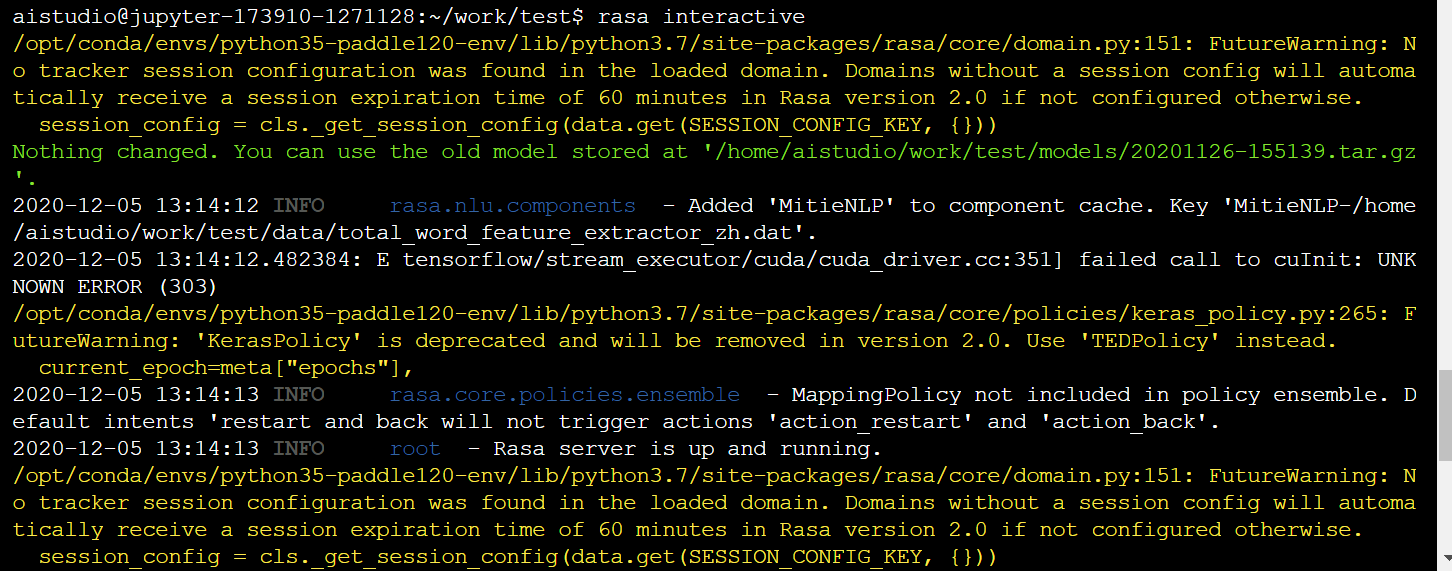 aistudio@jupyter-173910-1271128:~/work/test$ rasa interactive
/opt/conda/envs/python35-paddle120-env/lib/python3.7/site-packages/rasa/core/domain.py:151: FutureWarning: N
o tracker session configuration was found in the loaded domain. Domains without a session config will automa
tically receive a session expiration time of 60 minutes in Rasa version 2.0 if not configured otherwise.
  session_config = cls._get_session_config(data.get(SESSION_CONFIG_KEY, {}))
Nothing changed. You can use the old model stored at '/home/aistudio/work/test/models/20201126-155139.tar.gz
'.
2020-12-05 13:14:12 INFO     rasa.nlu.components  - Added 'MitieNLP' to component cache. Key 'MitieNLP-/home
/aistudio/work/test/data/total_word_feature_extractor_zh.dat'.
2020-12-05 13:14:12.482384: E tensorflow/stream_executor/cuda/cuda_driver.cc:351] failed call to cuInit: UNK
NOWN ERROR (303)
/opt/conda/envs/python35-paddle120-env/lib/python3.7/site-packages/rasa/core/policies/keras_policy.py:265: F
utureWarning: 'KerasPolicy' is deprecated and will be removed in version 2.0. Use 'TEDPolicy' instead.
  current_epoch=meta["epochs"],
2020-12-05 13:14:13 INFO     rasa.core.policies.ensemble  - MappingPolicy not included in policy ensemble. D
efault intents 'restart and back will not trigger actions 'action_restart' and 'action_back'.
2020-12-05 13:14:13 INFO     root  - Rasa server is up and running.
/opt/conda/envs/python35-paddle120-env/lib/python3.7/site-packages/rasa/core/domain.py:151: FutureWarning: N
o tracker session configuration was found in the loaded domain. Domains without a session config will automa
tically receive a session expiration time of 60 minutes in Rasa version 2.0 if not configured otherwise.
  session_config = cls._get_session_config(data.get(SESSION_CONFIG_KEY, {}))